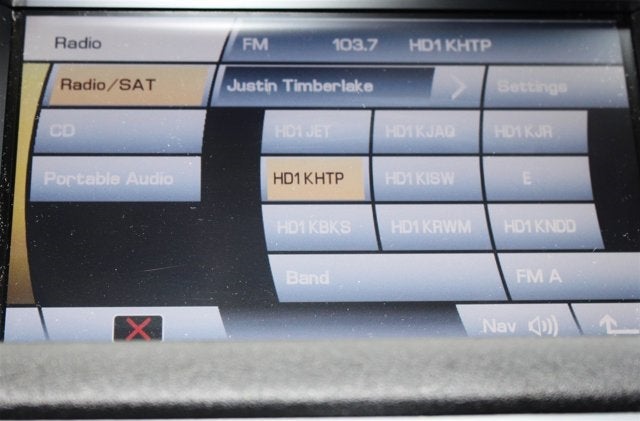 Radio FM 103.7 HD1 KHTP
Radio/SAT Justin Timberlake Settings
CD HD1 JET HD1 KJAQ HD1 KJR
Portable Audio HD1 KHTP HD1 KISW E
HD1 KBKS HD1 KRWM HD1 KNDD
Band FM A
Nav